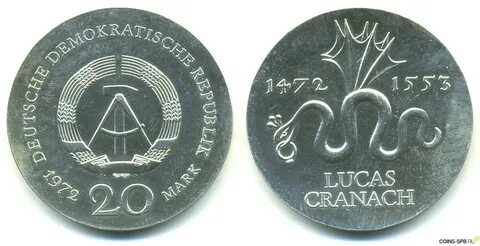 DEUTSCHE DEMOKRATISCHE REPUBLIK
1972
20
MARK
1472 1553
LUCAS
CRANACH
COINS-SPB.RU